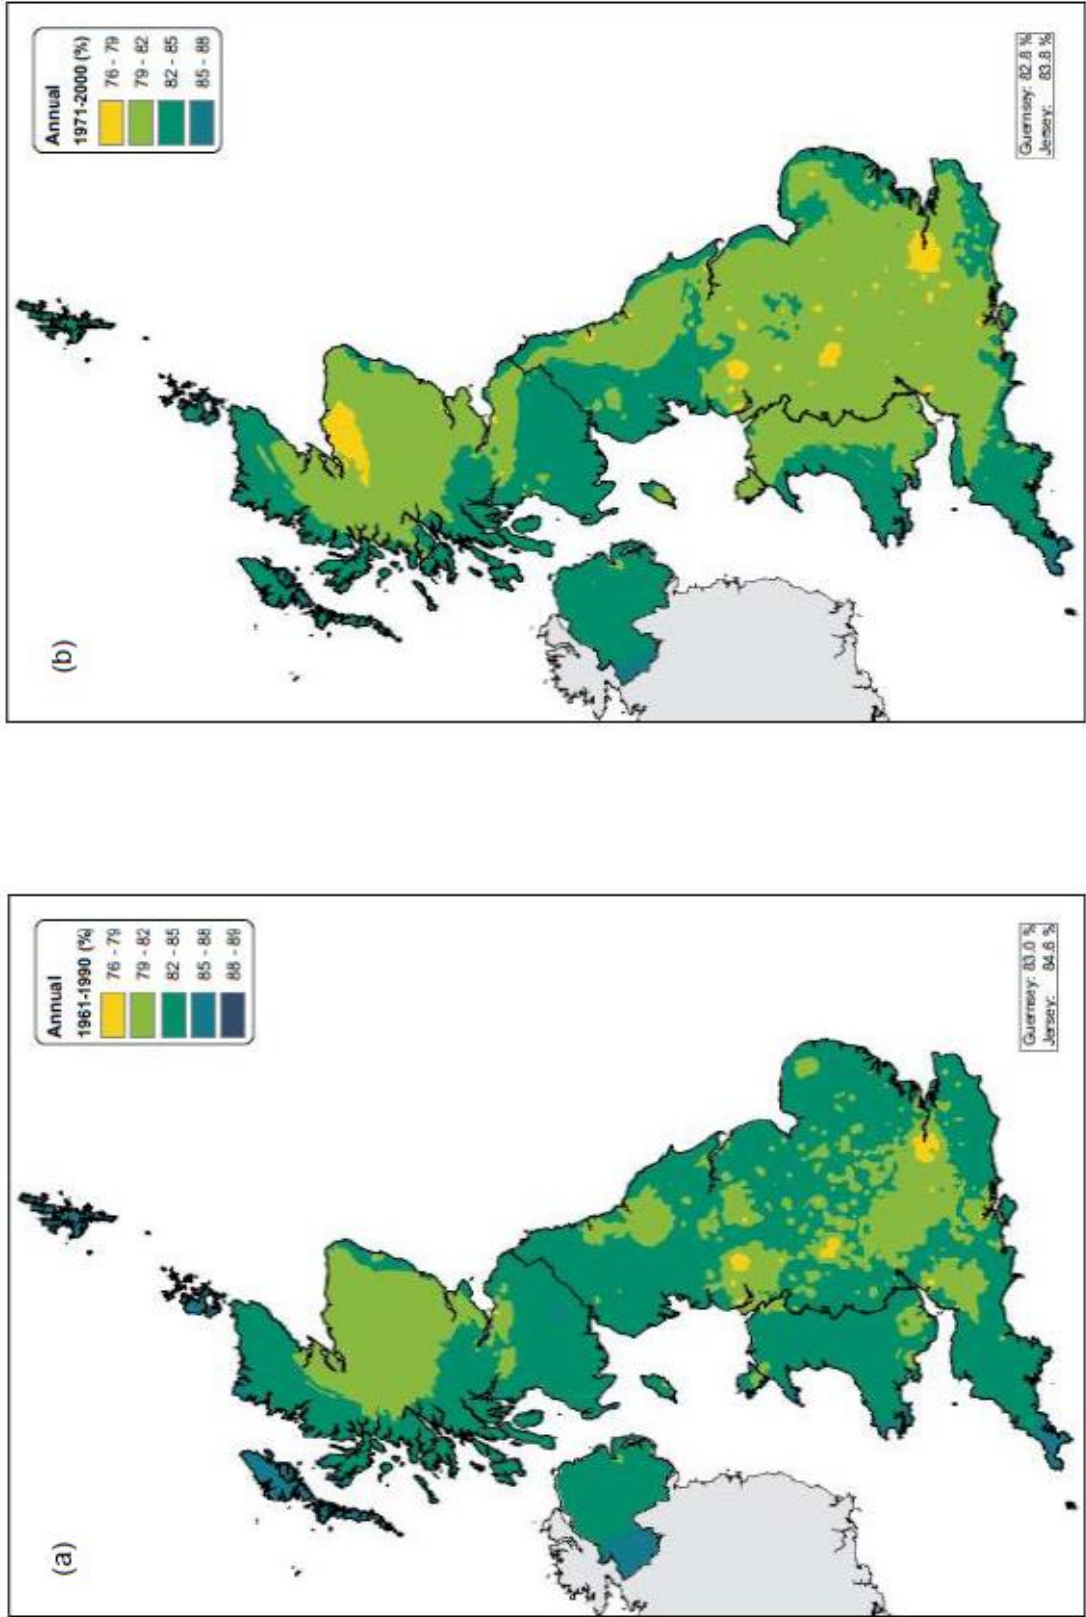 (a)
Annual
1961-1990 (%)
76 - 79
79 - 82
82 - 85
85 - 88
88 - 89
Guernsey: 83.0 %
Jersey: 84.6 %
(b)
Annual
1971-2000 (%)
76 - 79
79 - 82
82 - 85
85 - 88
Guernsey: 82.8 %
Jersey: 83.8 %